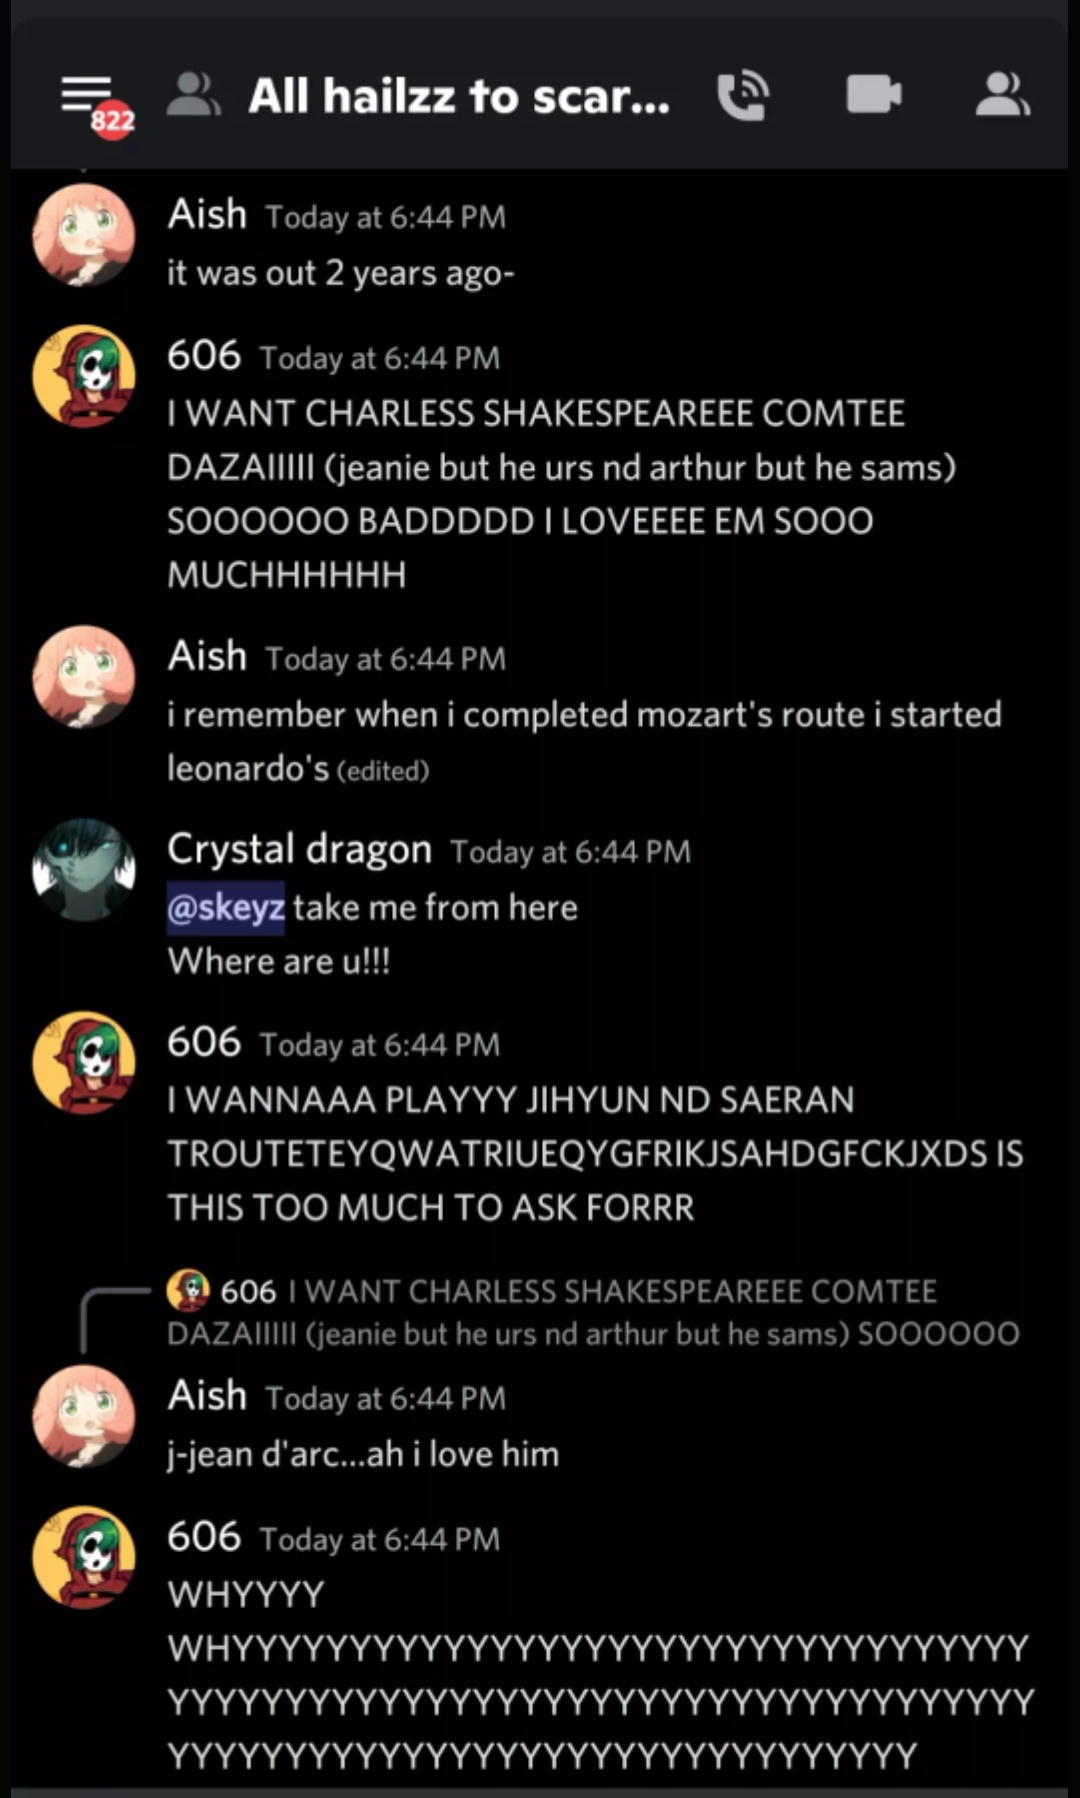 822
All hailzz to scar...
Aish Today at 6:44 PM
it was out 2 years ago-
606 Today at 6:44 PM
I WANT CHARLESS SHAKESPEAREEE COMTEE
DAZAIIIII (jeanie but he urs nd arthur but he sams)
SOOOOOO BADDDDD I LOVEEEE EM SOOO
MUCHHHHHH
Aish Today at 6:44 PM
i remember when i completed mozart's route i started
leonardo's (edited)
Crystal dragon Today at 6:44 PM
@skeyz take me from here
Where are u!!!
606 Today at 6:44 PM
I WANNAAA PLAYYY JIHYUN ND SAERAN
TROUTETEYQWATRIUEQYGFRIKJSAHDGFCKJXDS IS
THIS TOO MUCH TO ASK FORRR
606 I WANT CHARLESS SHAKESPEAREEE COMTEE
DAZAIIIII (jeanie but he urs nd arthur but he sams) SOOOOOO
Aish Today at 6:44 PM
j-jean d'arc...ah i love him
606 Today at 6:44 PM
WHYYYY
WHYYYYYYYYYYYYYYYYYYYYYYYYYYYYYYYYYY
YYYYYYYYYYYYYYYYYYYYYYYYYYYYYYYYYYYYY
YYYYYYYYYYYYYYYYYYYYYYYYYYYYYYYY